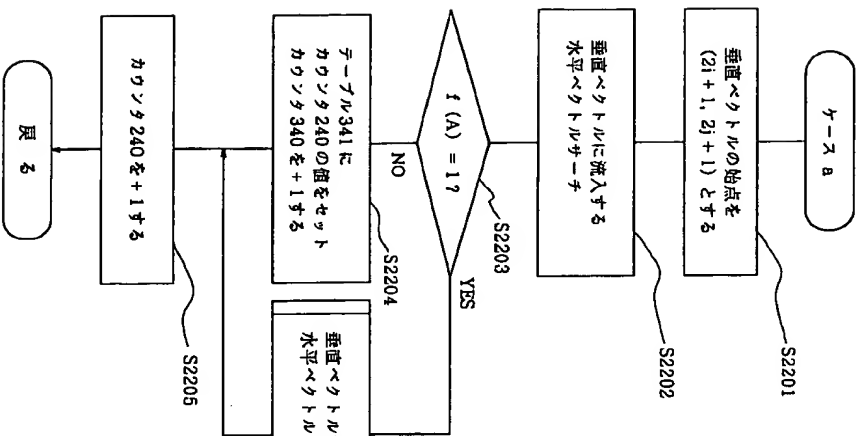 ケースa
垂直ベクトルの始点を
(2i+1, 2j+1)とする
S2201
垂直ベクトルに流入する
水平ベクトルサーチ
S2202
f(A)=1?
S2203
YES
NO
テーブル341に
カウンタ240の値をセット
カウンタ340を+1する
S2204
垂直ベクトル
水平ベクトル
カウンタ240を+1する
S2205
戻る